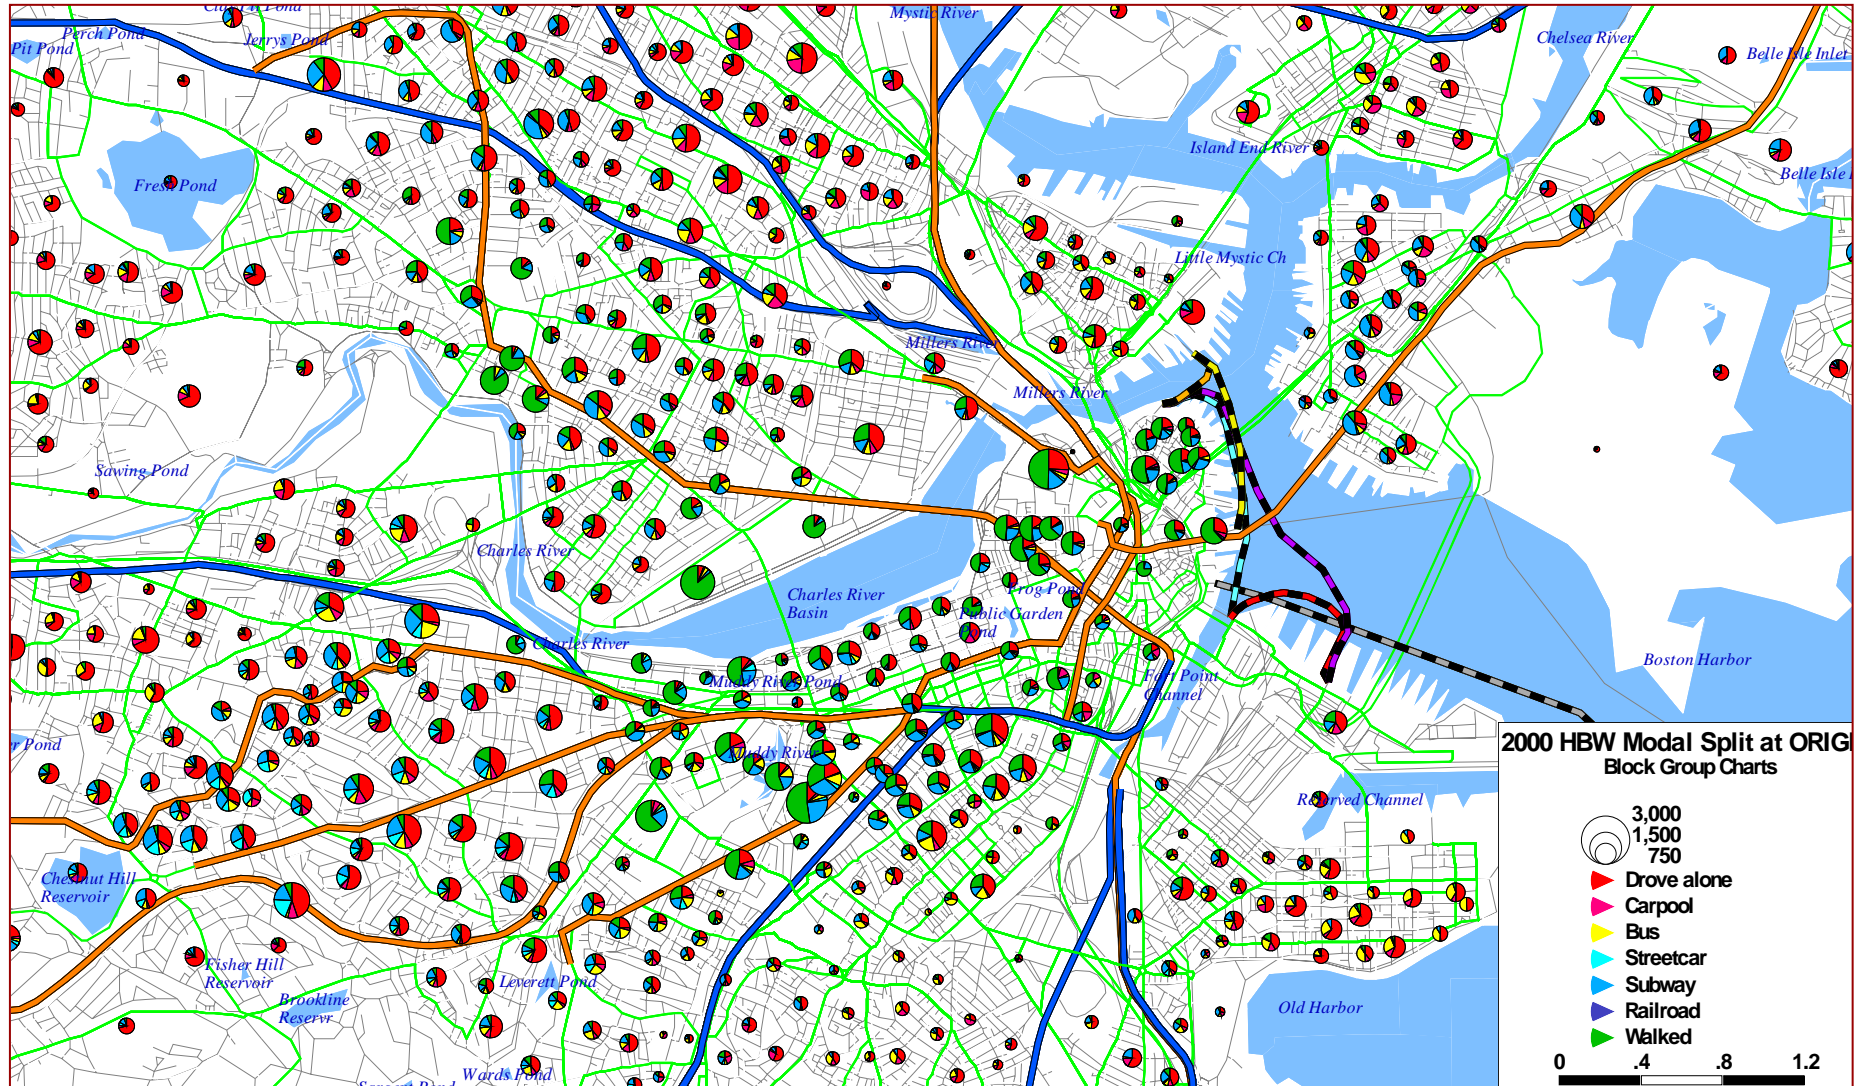 Mystic River
Perch Pond
Jerrys Pond
Chelsea River
Pit Pond
Belle Isle Inlet
Island End River
Belle Isle
Fresh Pond
Little Mystic Ch
Millers River
Millers River
Sawing Pond
Charles River
Charles River
Basin
Frog Pond
Public Garden
Pond
Charles River
Boston Harbor
Fort Point
Channel
Muddy River Pond
r Pond
Muddy River
2000 HBW Modal Split at ORIGI
Block Group Charts
Reserved Channel
3,000
1,500
750
Chestnut Hill
Reservoir
Drove alone
Carpool
Bus
Streetcar
Subway
Railroad
Walked
Fisher Hill
Reservoir
Leverett Pond
Brookline
Reservr
Old Harbor
Wards Pond
0 .4 .8 1.2